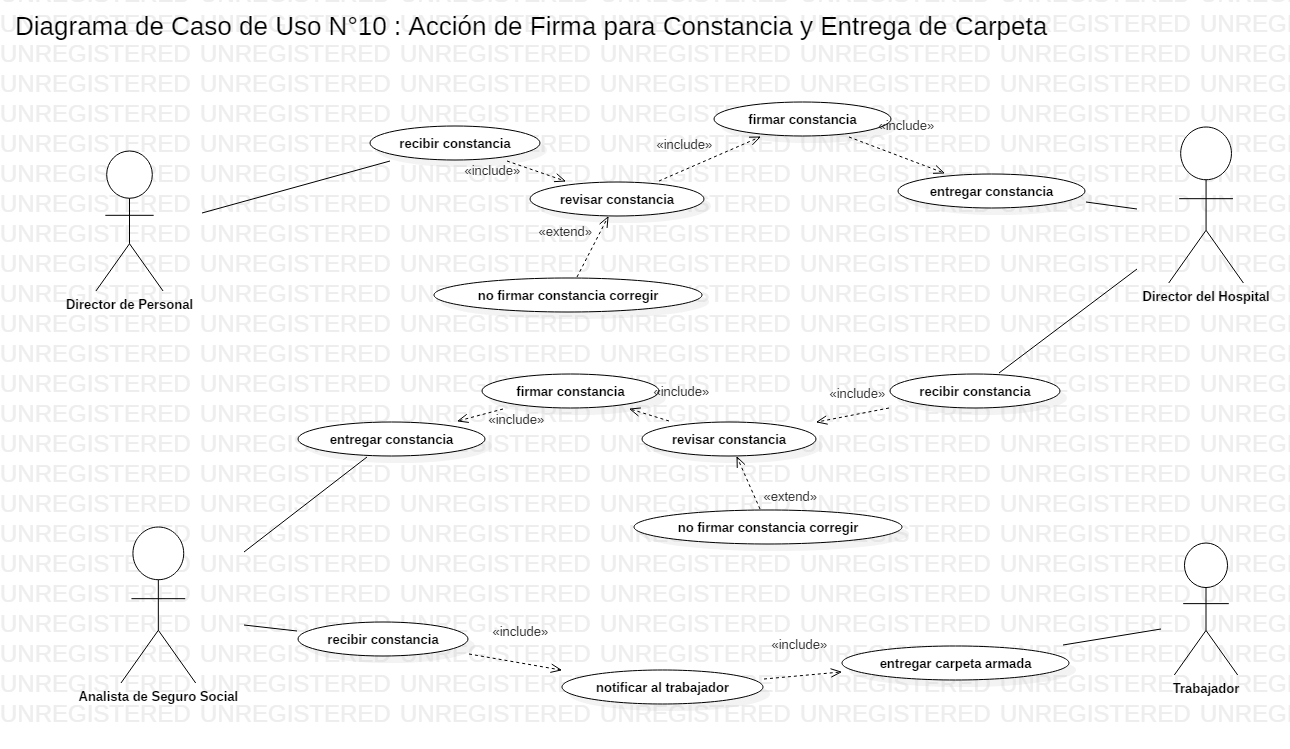 Diagrama de Caso de Uso N°10 : Acción de Firma para Constancia y Entrega de Carpeta
firmar constancia
«include»
recibir constancia
«include»
«include»
revisar constancia
entregar constancia
«extend»
no firmar constancia corregir
Director de Personal
Director del Hospital
firmar constancia
«include»
«include»
recibir constancia
«include»
entregar constancia
revisar constancia
«extend»
no firmar constancia corregir
recibir constancia
«include»
«include»
entregar carpeta armada
notificar al trabajador
Analista de Seguro Social
Trabajador
UNREGISTERED